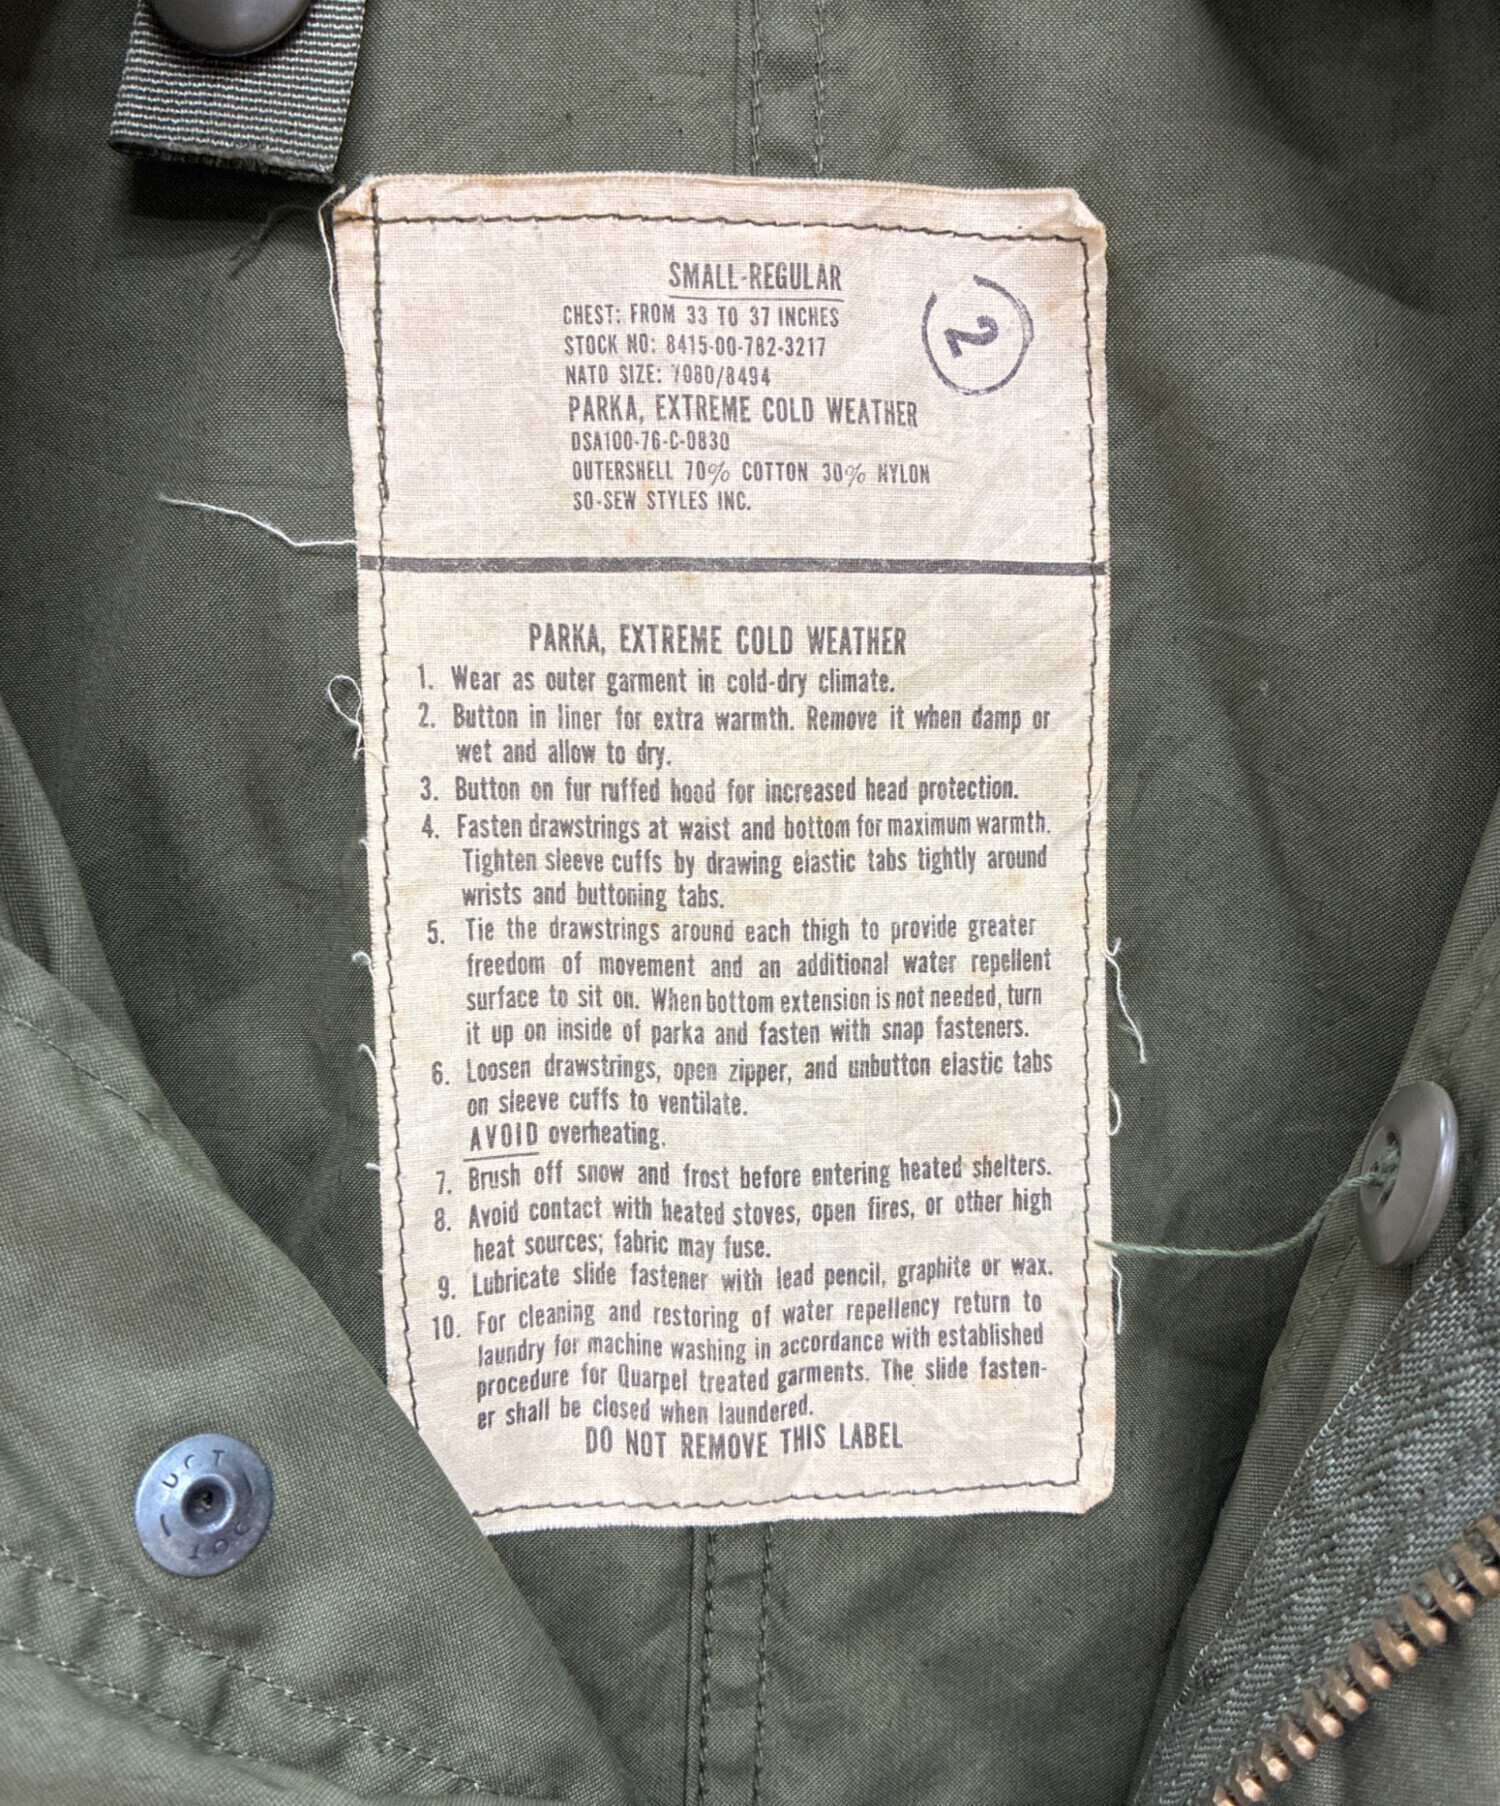 SMALL-REGULAR
2
CHEST: FROM 33 TO 37 INCHES
STOCK NO: 8415-00-782-3217
NATO SIZE: 7080/8494
PARKA, EXTREME COLD WEATHER
DSA100-76-C-0830
OUTERSHELL 70% COTTON 30% NYLON
SO-SEW STYLES INC.
PARKA, EXTREME COLD WEATHER
1. Wear as outer garment in cold-dry climate.
2. Button in liner for extra warmth. Remove it when damp or
wet and allow to dry.
3. Button on fur ruffed hood for increased head protection.
4. Fasten drawstrings at waist and bottom for maximum warmth.
Tighten sleeve cuffs by drawing elastic tabs tightly around
wrists and buttoning tabs.
5. Tie the drawstrings around each thigh to provide greater
freedom of movement and an additional water repellent
surface to sit on. When bottom extension is not needed, turn
it up on inside of parka and fasten with snap fasteners.
6. Loosen drawstrings, open zipper, and unbutton elastic tabs
on sleeve cuffs to ventilate.
AVOID overheating.
7. Brush off snow and frost before entering heated shelters.
8. Avoid contact with heated stoves, open fires, or other high
heat sources; fabric may fuse.
9. Lubricate slide fastener with lead pencil, graphite or wax.
10. For cleaning and restoring of water repellency return to
laundry for machine washing in accordance with established
procedure for Quarpel treated garments. The slide fasten-
er shall be closed when laundered.
DO NOT REMOVE THIS LABEL